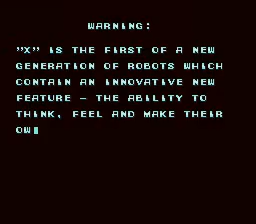 WARNING:
"X" IS THE FIRST OF A NEW
GENERATION OF ROBOTS WHICH
CONTAIN AN INNOVATIVE NEW
FEATURE - THE ABILITY TO
THINK, FEEL AND MAKE THEIR
OW